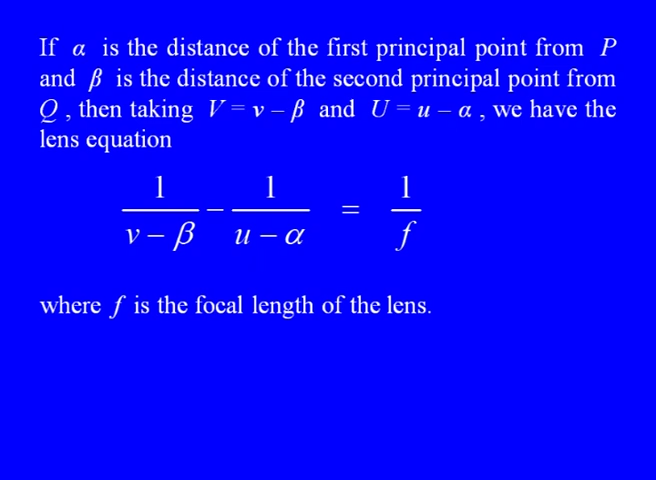 If α is the distance of the first principal point from P
and β is the distance of the second principal point from
Q , then taking V = v – β and U = u – α , we have the
lens equation
1/(v – β) – 1/(u – α) = 1/f
where f is the focal length of the lens.